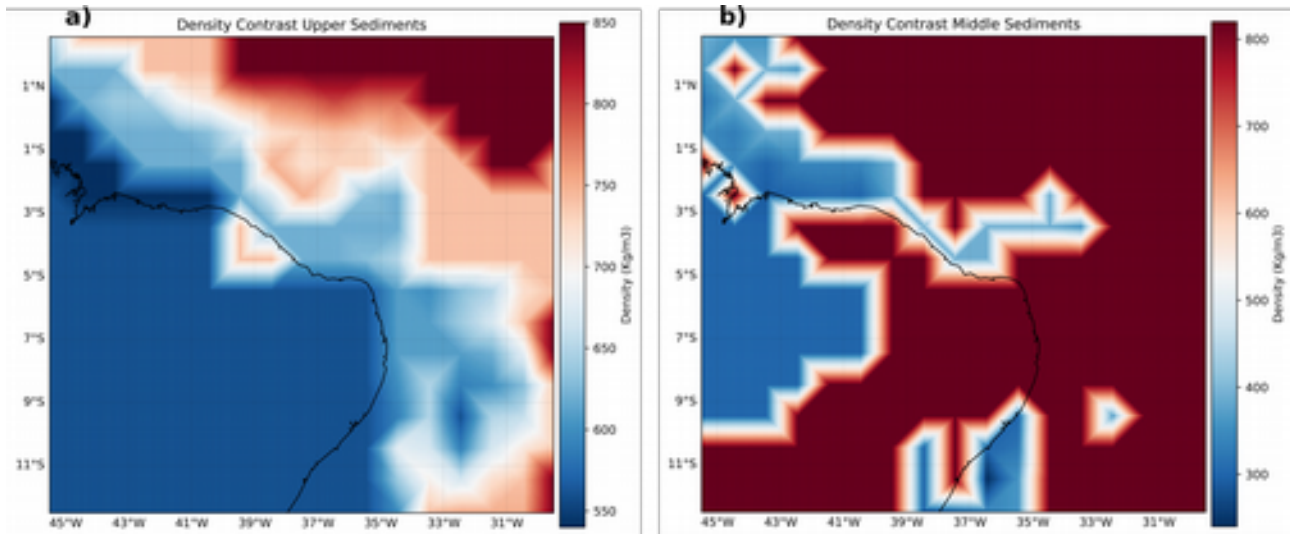 a)
Density Contrast Upper Sediments
1°N
1°S
3°S
5°S
7°S
9°S
11°S
45°W 43°W 41°W 39°W 37°W 35°W 33°W 31°W
850
800
750
700
650
600
550
Density (Kg/m3)
b)
Density Contrast Middle Sediments
1°N
1°S
3°S
5°S
7°S
9°S
11°S
45°W 43°W 41°W 39°W 37°W 35°W 33°W 31°W
800
700
600
500
400
300
Density (Kg/m3)